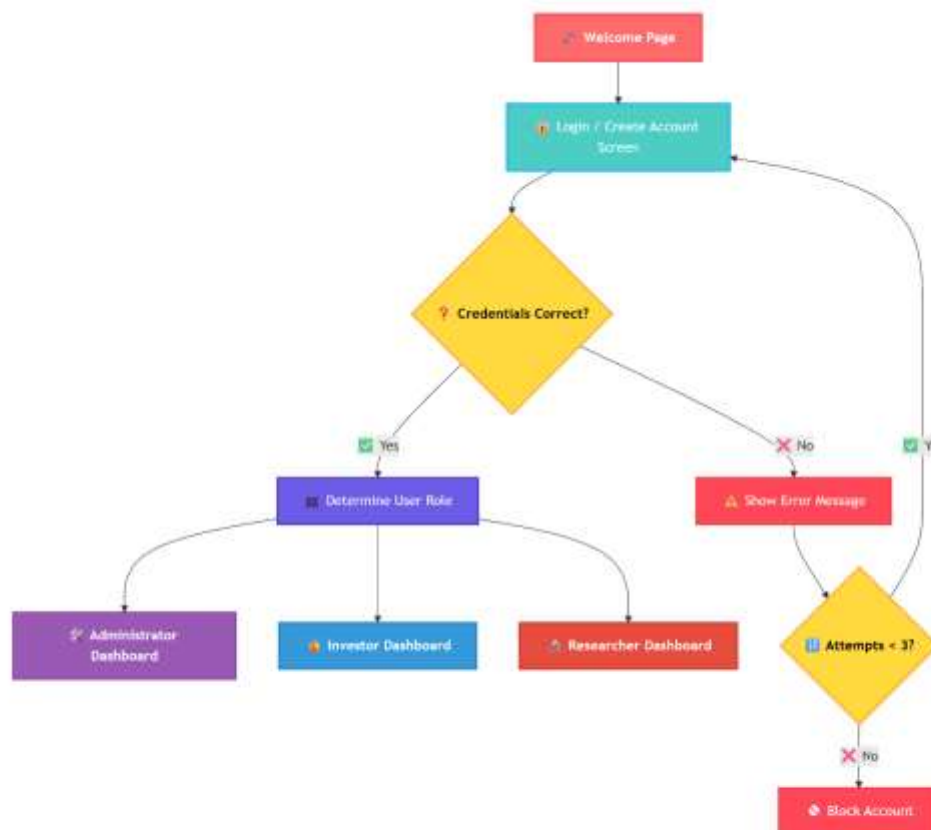 Welcome Page
Login / Create Account
Screen
❓ Credentials Correct?
✅ Yes
❌ No
Determine User Role
⚠ Show Error Message
✅ Y
Administrator
Dashboard
Investor Dashboard
Researcher Dashboard
🔢 Attempts < 3?
❌ No
🚫 Block Account